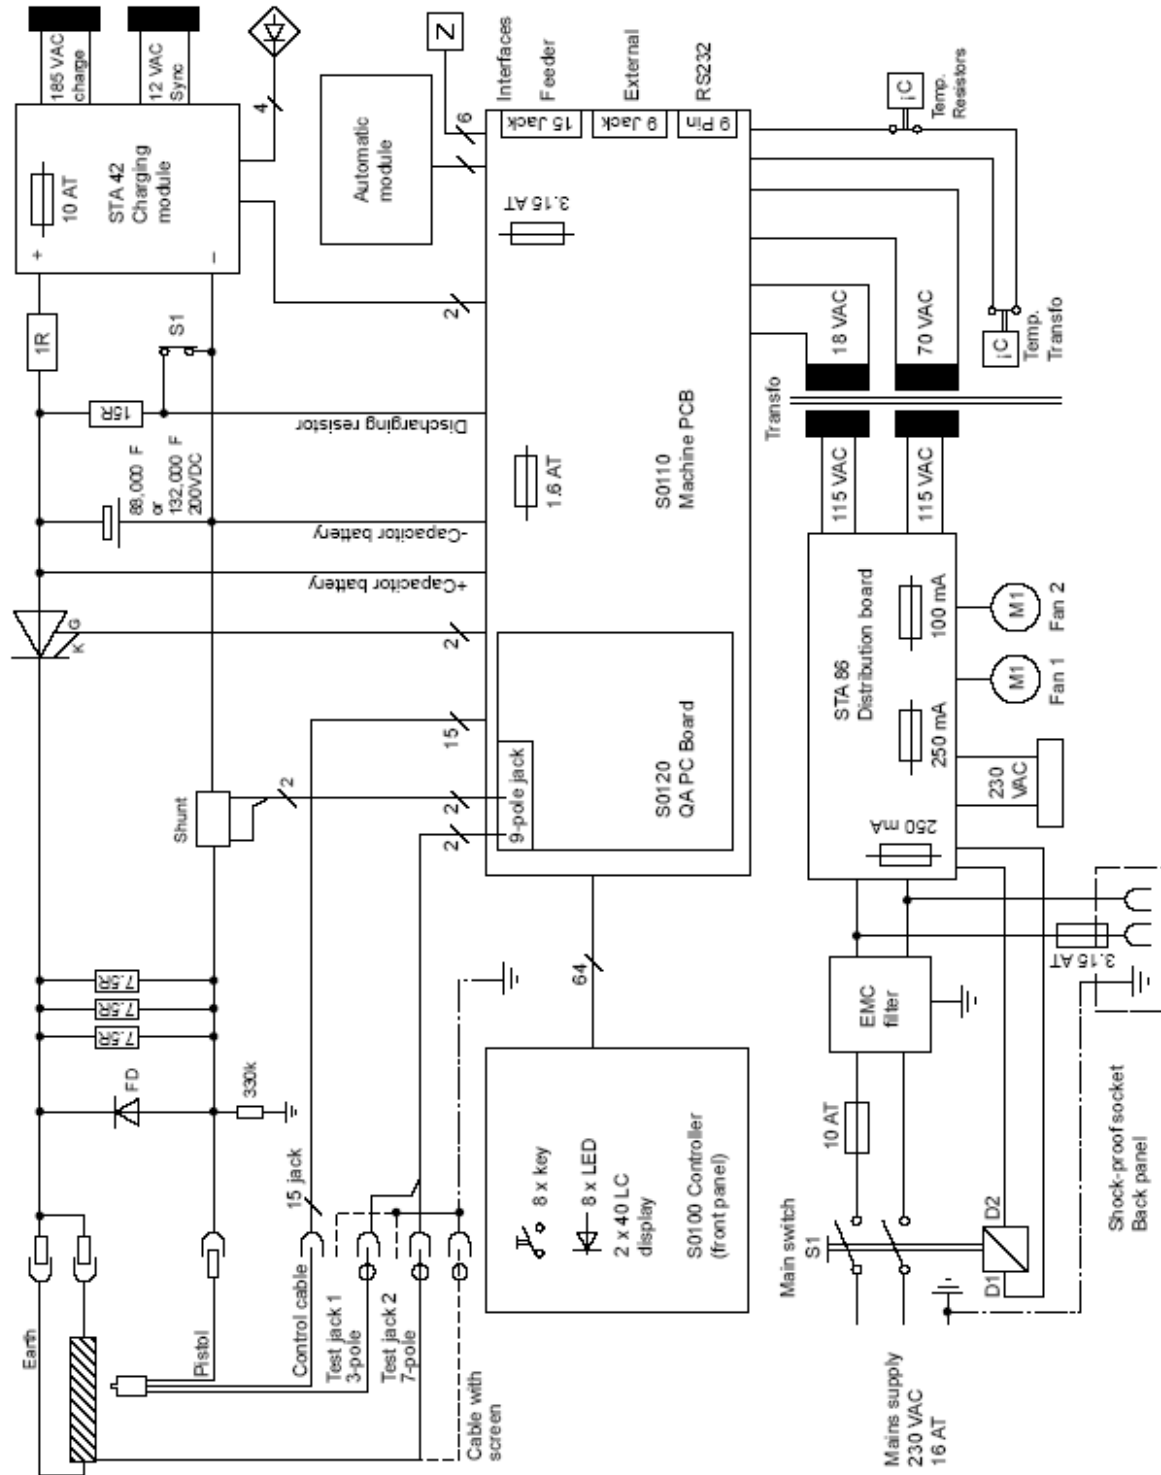 Earth
Pistol
Control cable
15 jack
Test jack 1
3-pole
Test jack 2
7-pole
Cable with
screen
FD
330k
7.5R
7.5R
7.5R
Shunt
2
2
2
15
2
K
G
+Capacitor battery
-Capacitor battery
Discharging resistor
88,000 F
or
132,000 F
200VDC
15R
S1
1R
+
-
10 AT
STA 42
Charging
module
185 VAC
charge
12 VAC
Sync
4
2
Z
6
Automatic
module
Interfaces
Feeder
External
RS232
15 Jack
9 Jack
9 Pin
3.15 AT
1.6 AT
S0110
Machine PCB
9-pole jack
S0120
QA PC Board
64
8 x key
8 x LED
2 x 40 LC
display
S0100 Controller
(front panel)
Mains supply
230 VAC
16 AT
Main switch
S1
D1
D2
10 AT
EMC
filter
3.15 AT
Shock-proof socket
Back panel
250 mA
230
VAC
STA 86
Distribution board
250 mA
100 mA
M1
Fan 1
M1
Fan 2
115 VAC
115 VAC
Transfo
18 VAC
70 VAC
¡C
Temp.
Transfo
¡C
Temp.
Resistors